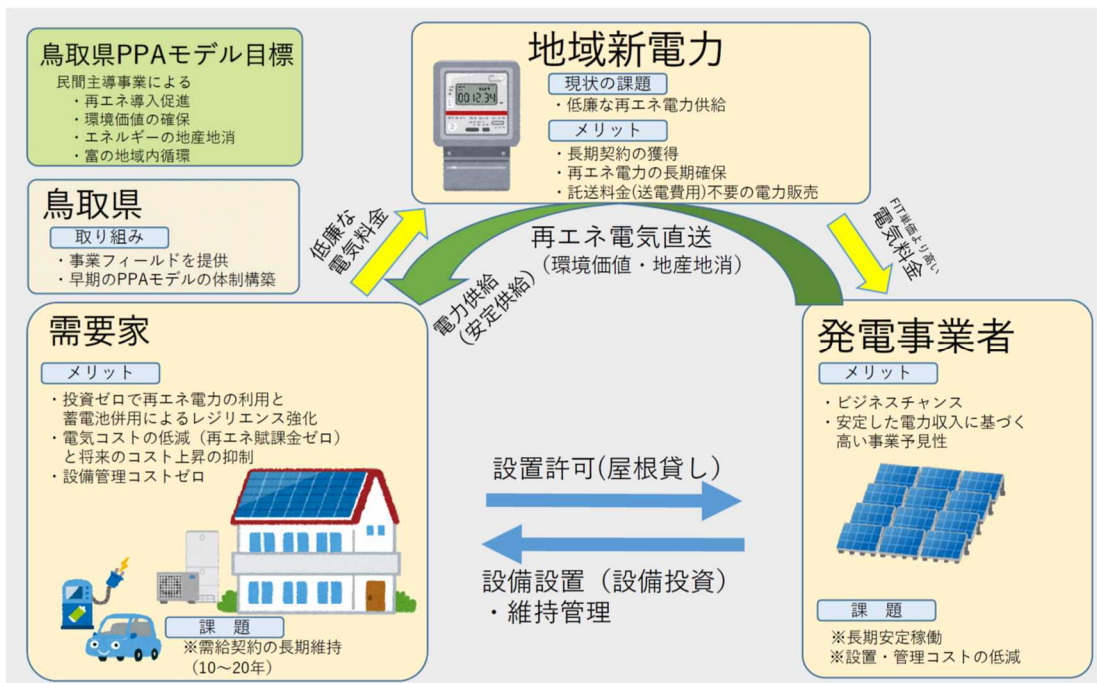 鳥取県PPAモデル目標
民間主導事業による
・再エネ導入促進
・環境価値の確保
・エネルギーの地産地消
・富の地域内循環
鳥取県
取り組み
・事業フィールドを提供
・早期のPPAモデルの体制構築
地域新電力
0012.34
現状の課題
・低廉な再エネ電力供給
メリット
・長期契約の獲得
・再エネ電力の長期確保
・託送料金(送電費用)不要の電力販売
低廉な
電気料金
再エネ電気直送
(環境価値・地産地消)
電力供給
(安定供給)
FIT単価より高い
電気料金
需要家
メリット
・投資ゼロで再エネ電力の利用と
蓄電池併用によるレジリエンス強化
・電気コストの低減（再エネ賦課金ゼロ）
と将来のコスト上昇の抑制
・設備管理コストゼロ
課　題
※需給契約の長期維持
(10～20年)
設置許可(屋根貸し)
設備設置（設備投資）
・維持管理
発電事業者
メリット
・ビジネスチャンス
・安定した電力収入に基づく
高い事業予見性
課　題
※長期安定稼働
※設置・管理コストの低減